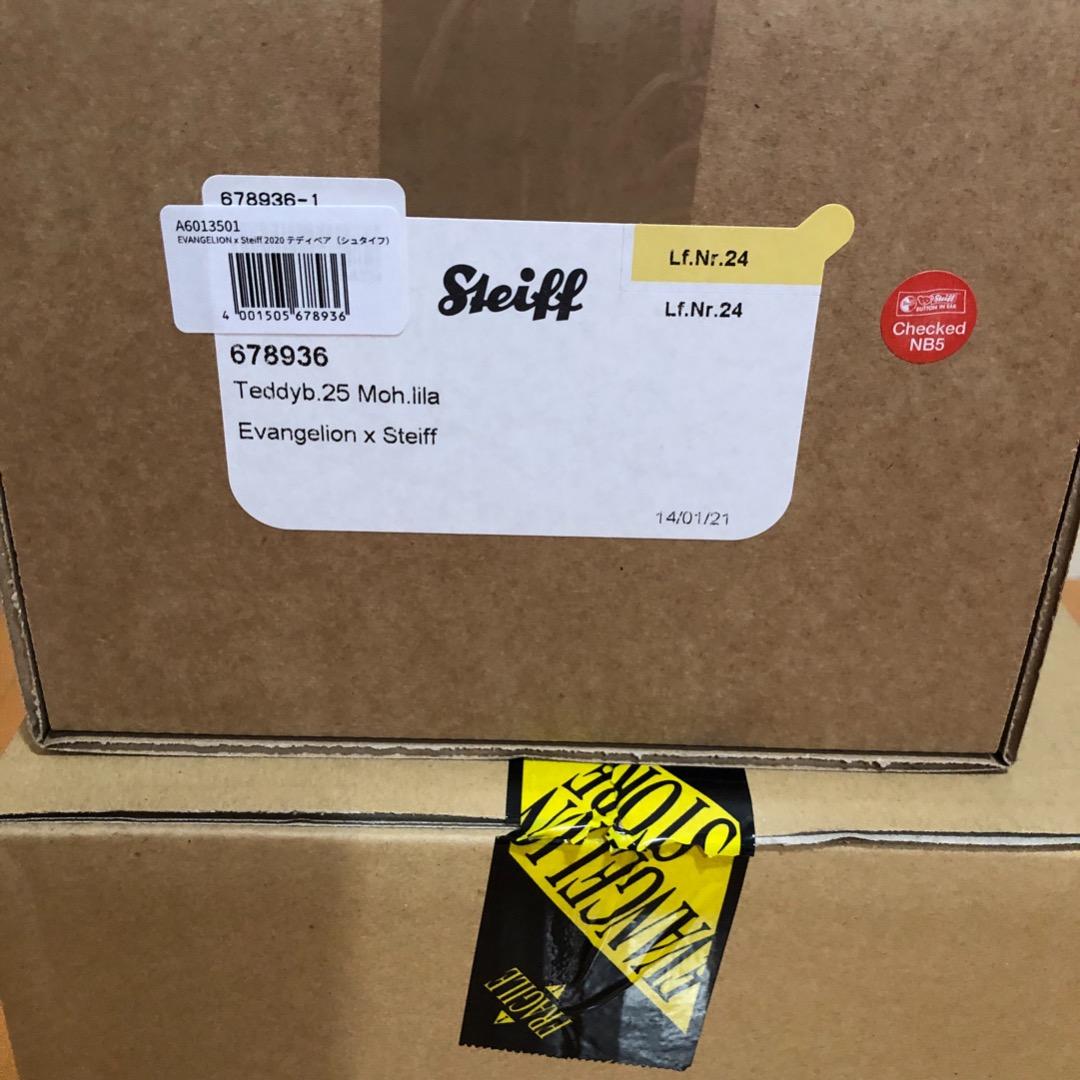 678936-1
A6013501
EVANGELION x Steiff 2020 テディベア（シュタイフ）
4 001505 678936
Steiff
Lf.Nr.24
Lf.Nr.24
678936
Teddyb.25 Moh.lila
Evangelion x Steiff
14/01/21
Steiff
BUTTON IN EAR
Checked
NB5
STORE
EVANGELION
FRAGILE